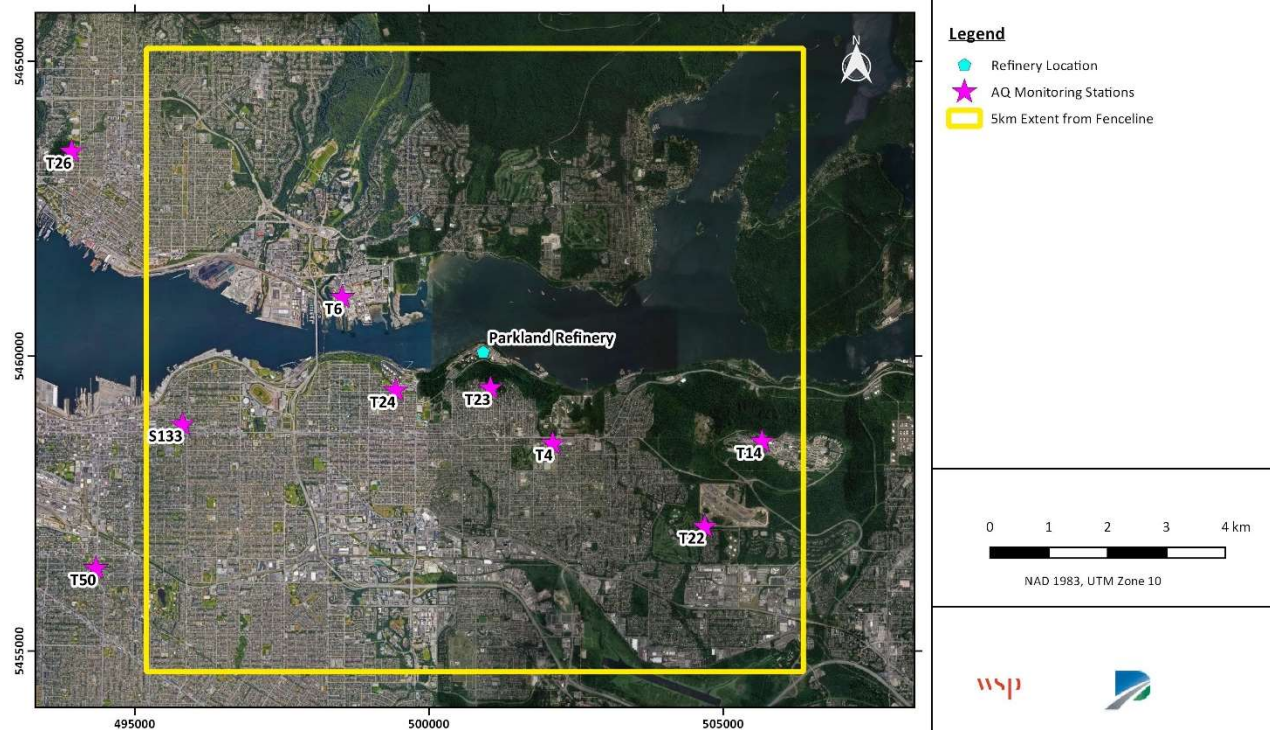 Legend
Refinery Location
AQ Monitoring Stations
5km Extent from Fenceline
N
5465000
5460000
5455000
T26
T6
Parkland Refinery
T24
T23
S133
T4
T14
T22
T50
495000
500000
505000
0 1 2 3 4 km
NAD 1983, UTM Zone 10
wsp